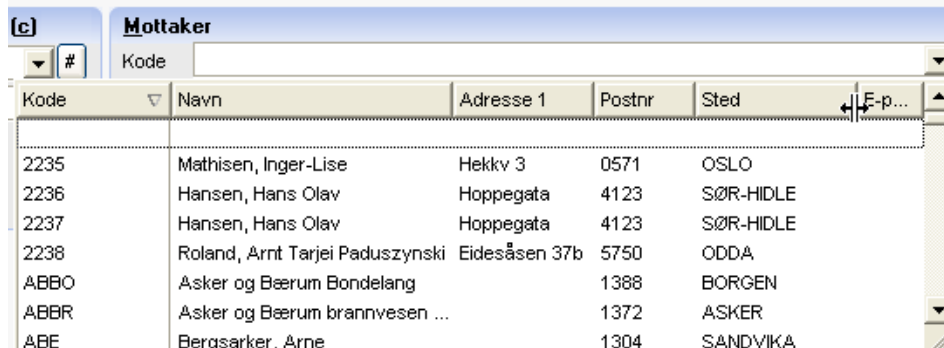 (c) Mottaker
# Kode
Kode Navn Adresse 1 Postnr Sted E-p...
2235 Mathisen, Inger-Lise Hekkv 3 0571 OSLO
2236 Hansen, Hans Olav Hoppegata 4123 SØR-HIDLE
2237 Hansen, Hans Olav Hoppegata 4123 SØR-HIDLE
2238 Roland, Arnt Tarjei Paduszynski Eidesåsen 37b 5750 ODDA
ABBO Asker og Bærum Bondelang 1388 BORGEN
ABBR Asker og Bærum brannvesen ... 1372 ASKER
ABE Bergsarker, Arne 1304 SANDVIKA